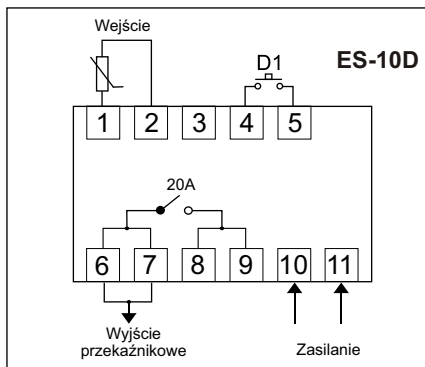 Wejście
D1
ES-10D
1 2 3 4 5
20A
6 7 8 9 10 11
Wyjście
przekaźnikowe
Zasilanie